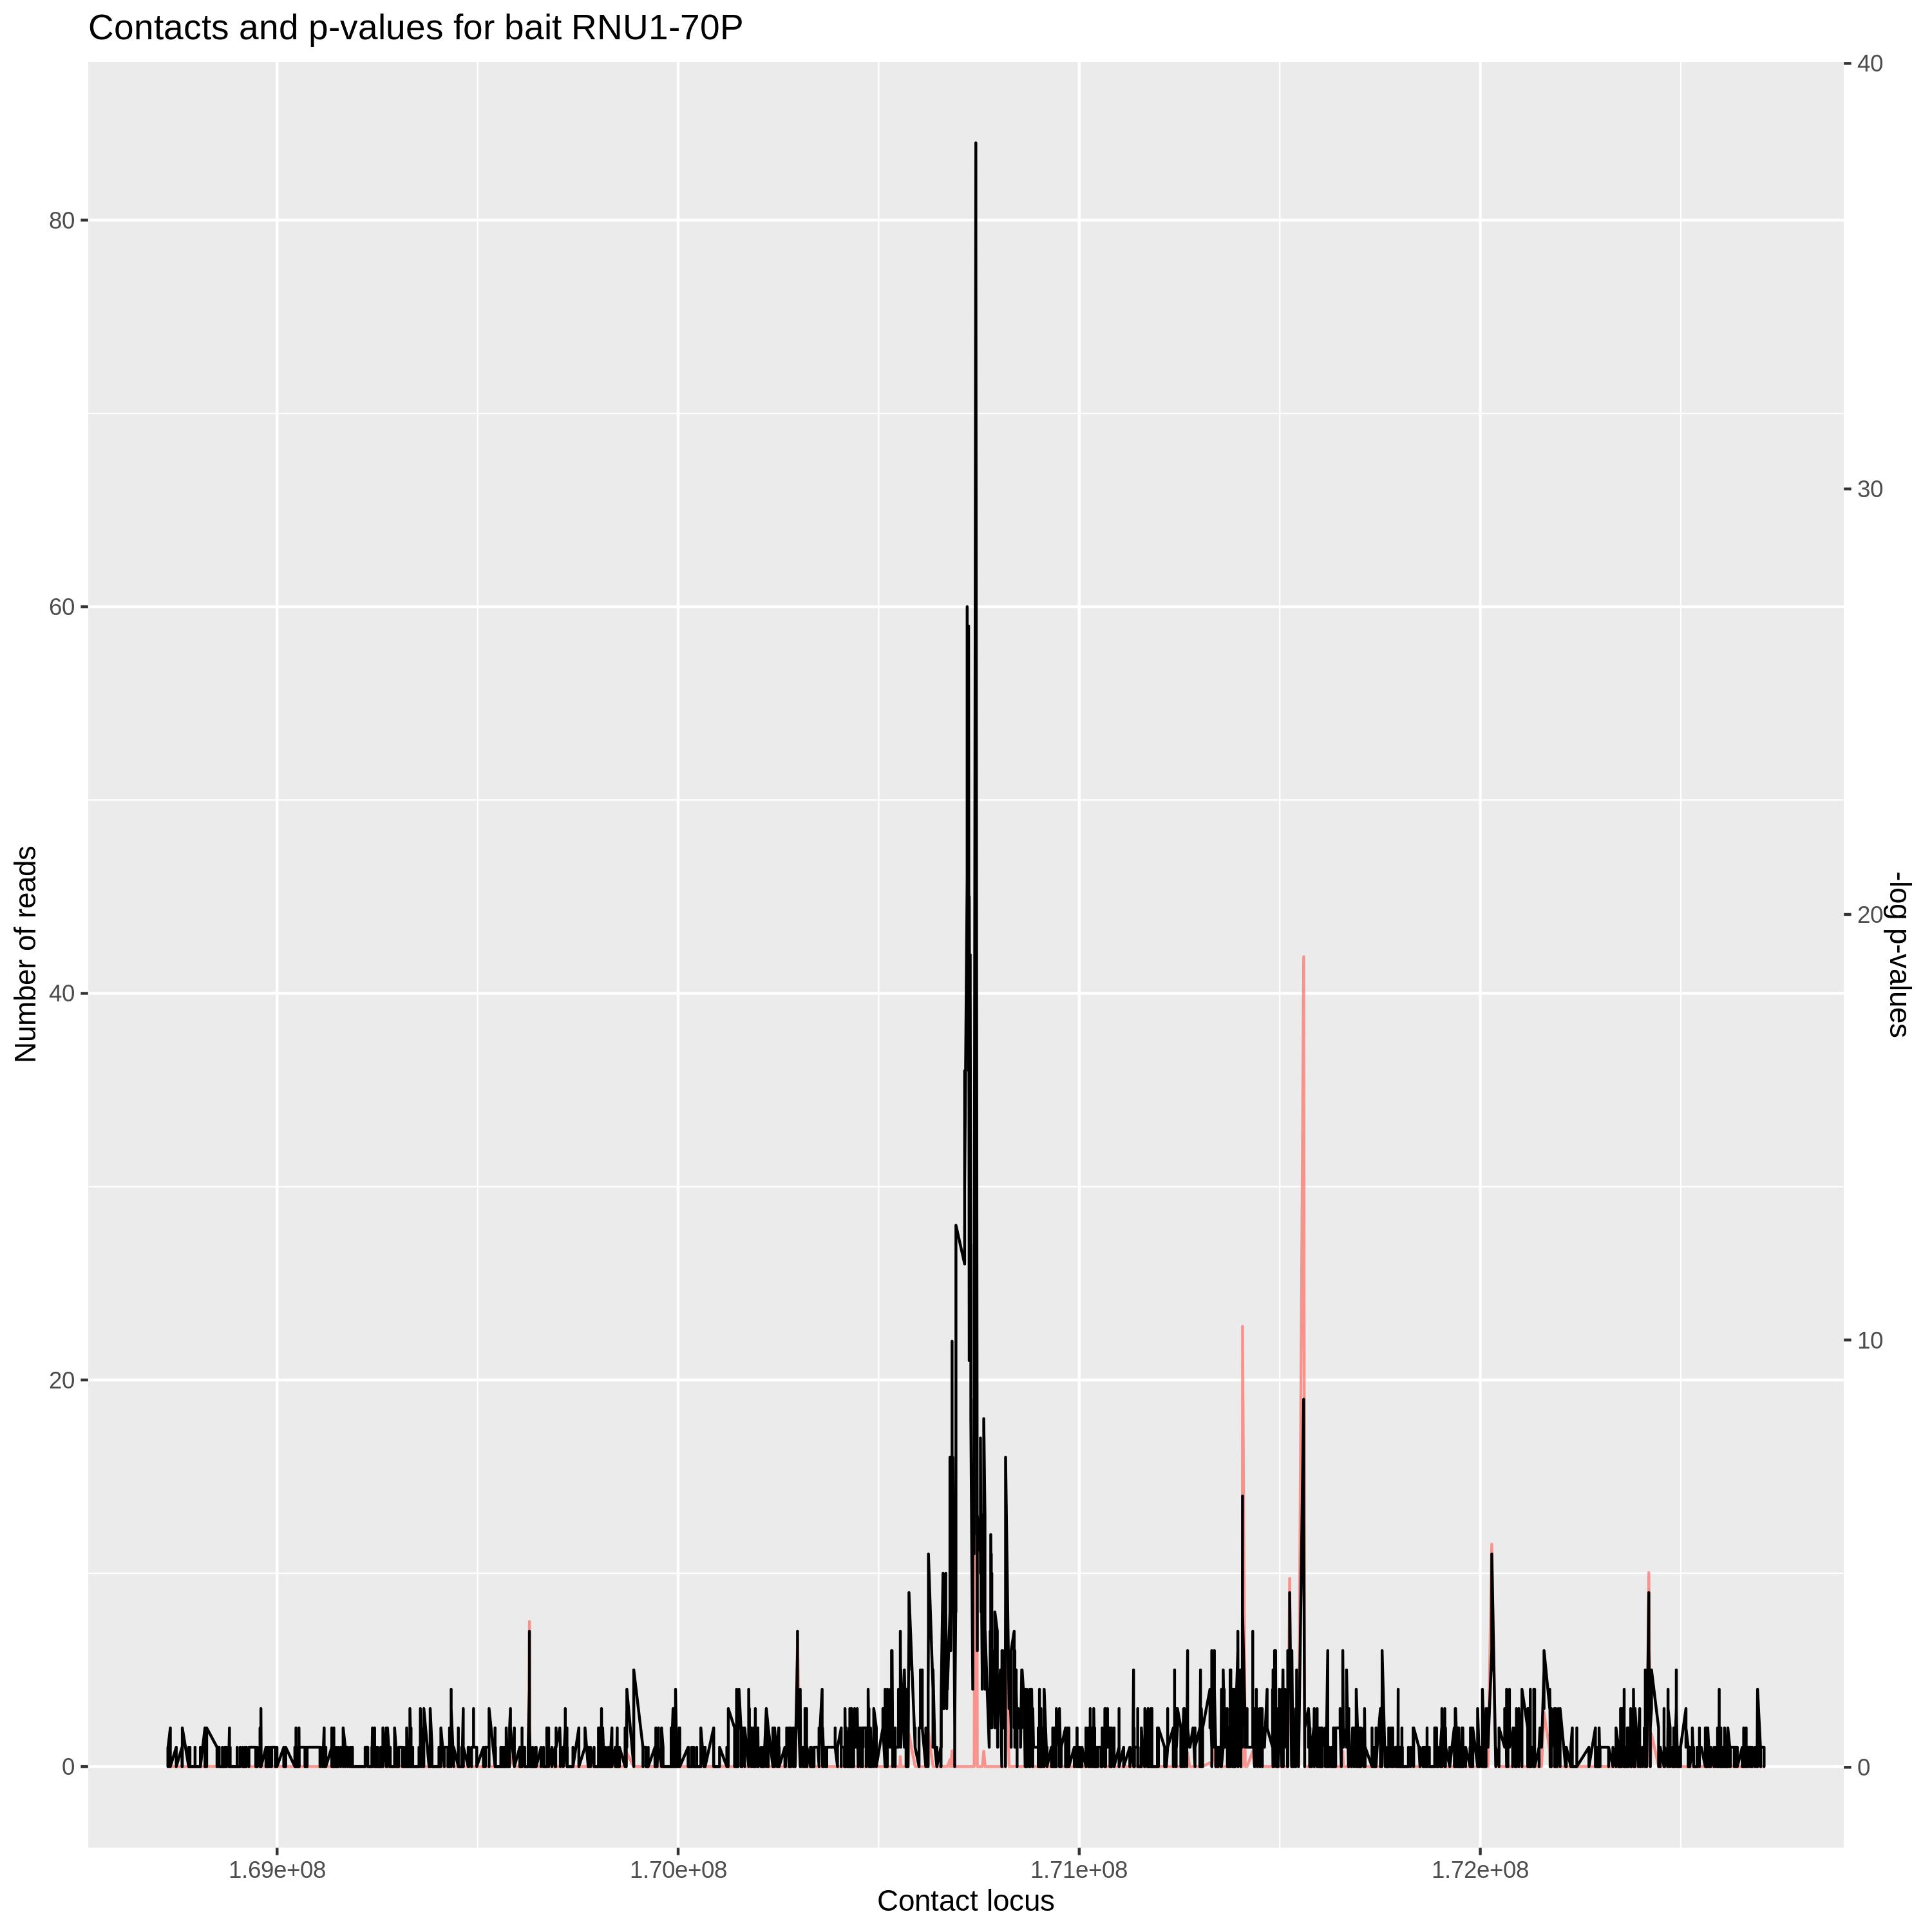 Contacts and p-values for bait RNU1-70P
80
60
40
20
0
Number of reads
40
30
20
10
0
-log p-values
1.69e+08
1.70e+08
1.71e+08
1.72e+08
Contact locus